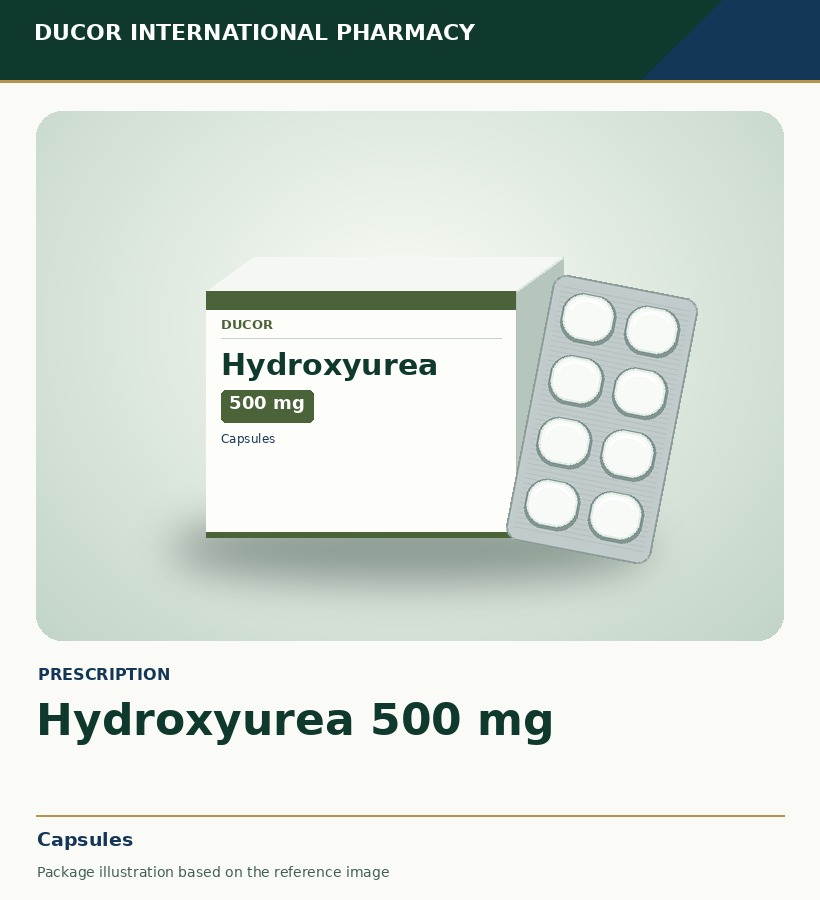 DUCOR INTERNATIONAL PHARMACY
DUCOR
Hydroxyurea
500 mg
Capsules
PRESCRIPTION
Hydroxyurea 500 mg
Capsules
Package illustration based on the reference image